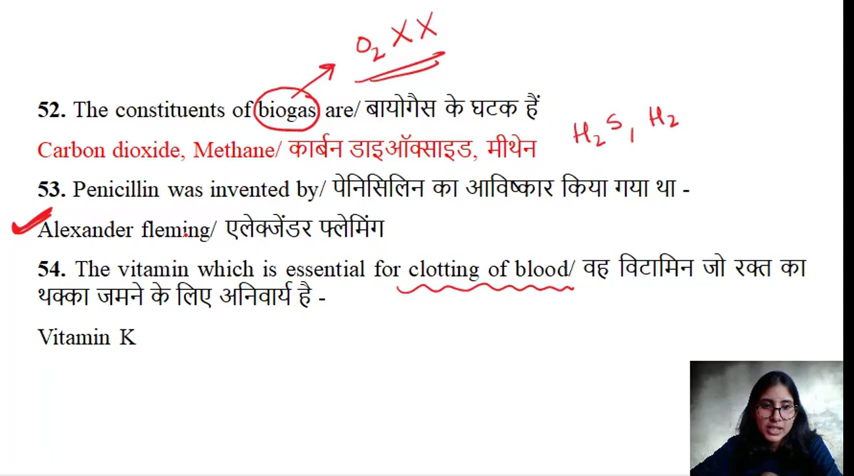 O₂ X X
52. The constituents of biogas are/ बायोगैस के घटक हैं
H₂S, H₂
Carbon dioxide, Methane/ कार्बन डाइऑक्साइड, मीथेन
53. Penicillin was invented by/ पेनिसिलिन का आविष्कार किया गया था -
Alexander fleming/ एलेक्जेंडर फ्लेमिंग
54. The vitamin which is essential for clotting of blood/ वह विटामिन जो रक्त का
थक्का जमने के लिए अनिवार्य है -
Vitamin K